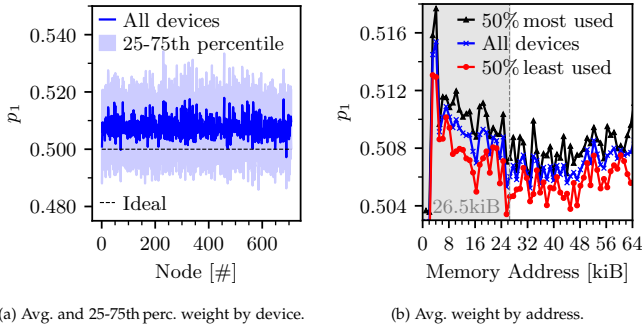 All devices
25-75th percentile
0.540
0.520
0.500
0.480
p1
Ideal
0
200
400
600
Node [#]
(a) Avg. and 25-75th perc. weight by device.
50% most used
All devices
50% least used
0.516
0.512
0.508
0.504
p1
26.5kiB
0 8 16 24 32 40 48 56 64
Memory Address [kiB]
(b) Avg. weight by address.